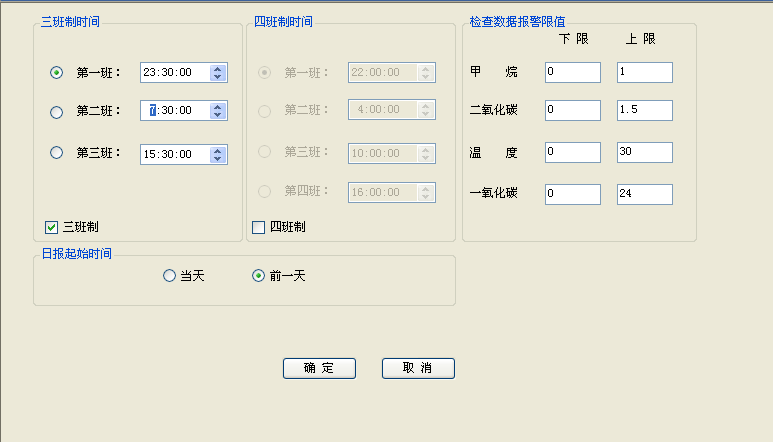 三班制时间
第一班： 23:30:00
第二班： 7:30:00
第三班： 15:30:00
三班制
四班制时间
第一班： 22:00:00
第二班： 4:00:00
第三班： 10:00:00
第四班： 16:00:00
四班制
检查数据报警限值
下 限 上 限
甲 烷 0 1
二氧化碳 0 1.5
温 度 0 30
一氧化碳 0 24
日报起始时间
当天 前一天
确 定 取 消